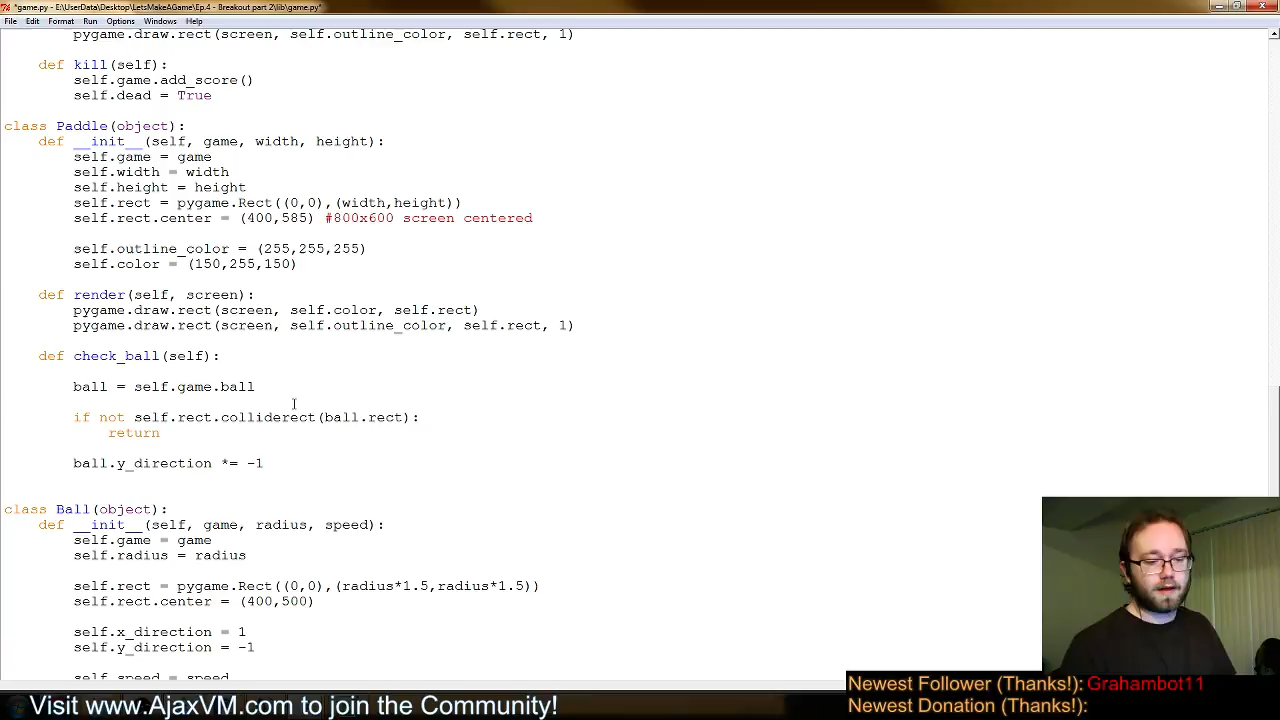 *game.py - E:\UserData\Desktop\LetsMakeAGame\Ep.4 - Breakout part 2\lib\game.py*
File Edit Format Run Options Windows Help
pygame.draw.rect(screen, self.outline_color, self.rect, 1)
def kill(self):
self.game.add_score()
self.dead = True
class Paddle(object):
def __init__(self, game, width, height):
self.game = game
self.width = width
self.height = height
self.rect = pygame.Rect((0,0),(width,height))
self.rect.center = (400,585) #800x600 screen centered
self.outline_color = (255,255,255)
self.color = (150,255,150)
def render(self, screen):
pygame.draw.rect(screen, self.color, self.rect)
pygame.draw.rect(screen, self.outline_color, self.rect, 1)
def check_ball(self):
ball = self.game.ball
if not self.rect.colliderect(ball.rect):
return
ball.y_direction *= -1
class Ball(object):
def __init__(self, game, radius, speed):
self.game = game
self.radius = radius
self.rect = pygame.Rect((0,0),(radius*1.5,radius*1.5))
self.rect.center = (400,500)
self.x_direction = 1
self.y_direction = -1
self.speed = speed
Visit www.AjaxVM.com to join the Community!
Newest Follower (Thanks!): Grahambot11
Newest Donation (Thanks!):